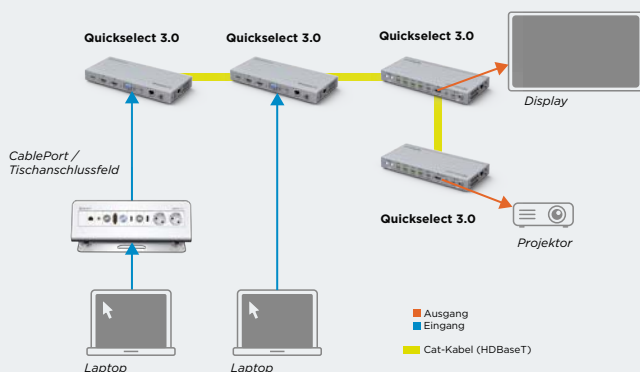 Quickselect 3.0
Quickselect 3.0
Quickselect 3.0
Display
CablePort /
Tischanschlussfeld
Quickselect 3.0
Projektor
Ausgang
Eingang
Cat-Kabel (HDBaseT)
Laptop
Laptop